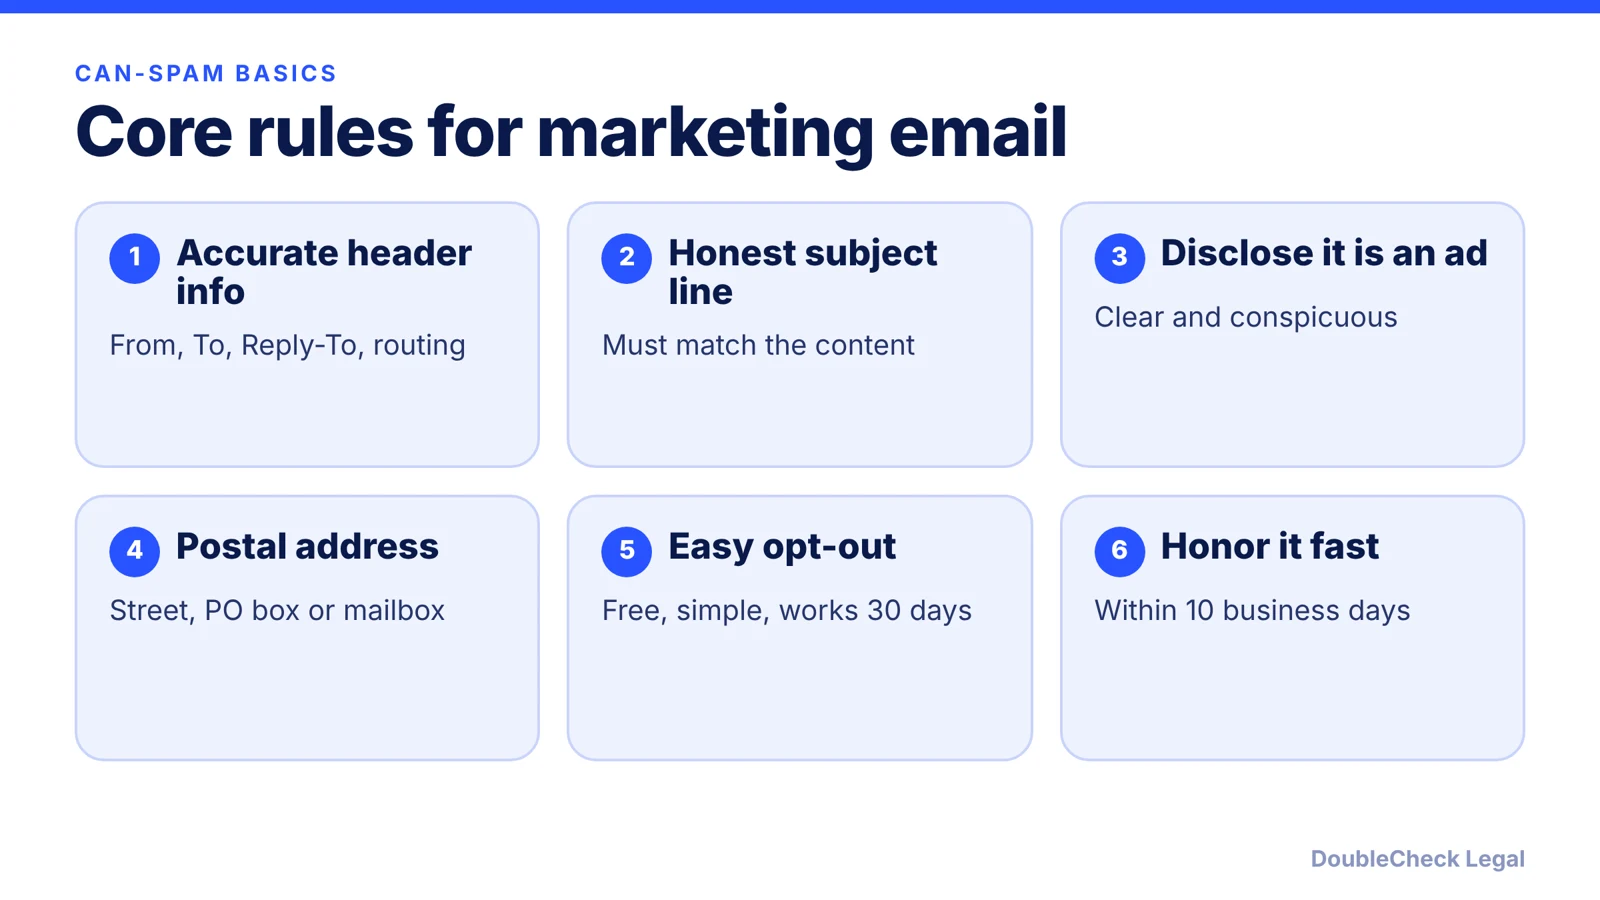 CAN-SPAM BASICS
Core rules for marketing email
1
Accurate header
info
From, To, Reply-To, routing
2
Honest subject
line
Must match the content
3
Disclose it is an ad
Clear and conspicuous
4
Postal address
Street, PO box or mailbox
5
Easy opt-out
Free, simple, works 30 days
6
Honor it fast
Within 10 business days
DoubleCheck Legal